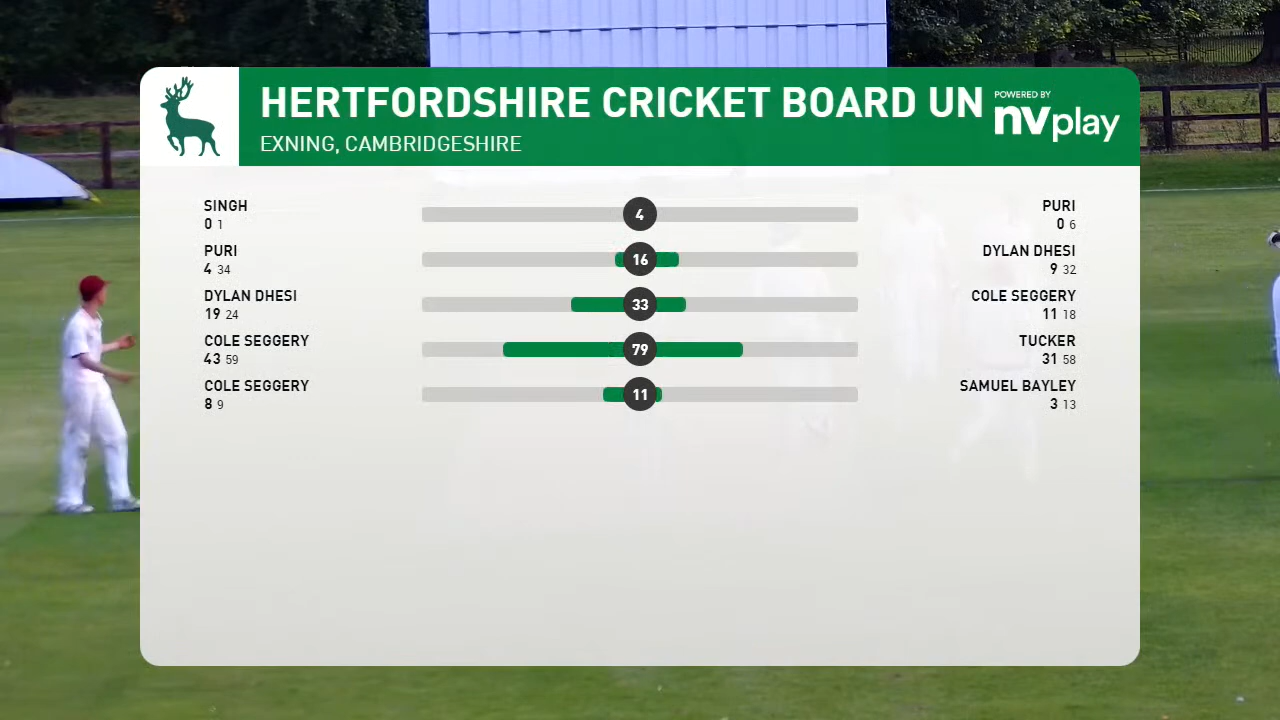 HERTFORDSHIRE CRICKET BOARD UN
EXNING, CAMBRIDGESHIRE
POWERED BY
nvplay
SINGH
0 1
4
PURI
0 6
PURI
4 34
16
DYLAN DHESI
9 32
DYLAN DHESI
19 24
33
COLE SEGGERY
11 18
COLE SEGGERY
43 59
79
TUCKER
31 58
COLE SEGGERY
8 9
11
SAMUEL BAYLEY
3 13